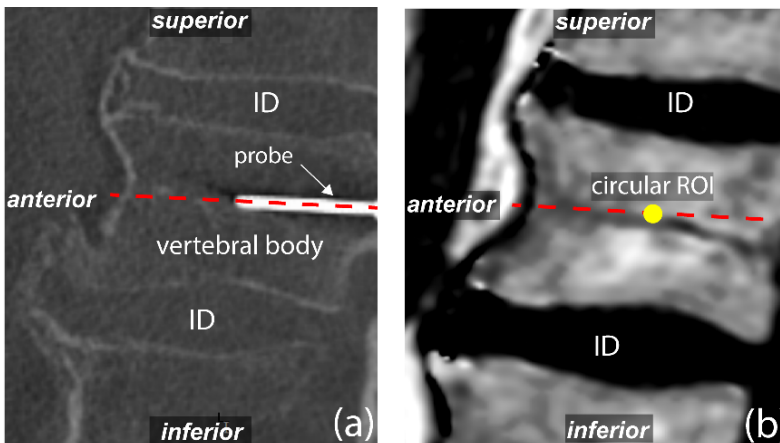 superior
ID
probe
anterior
vertebral body
ID
inferior
(a)
superior
ID
circular ROI
anterior
ID
inferior
(b)